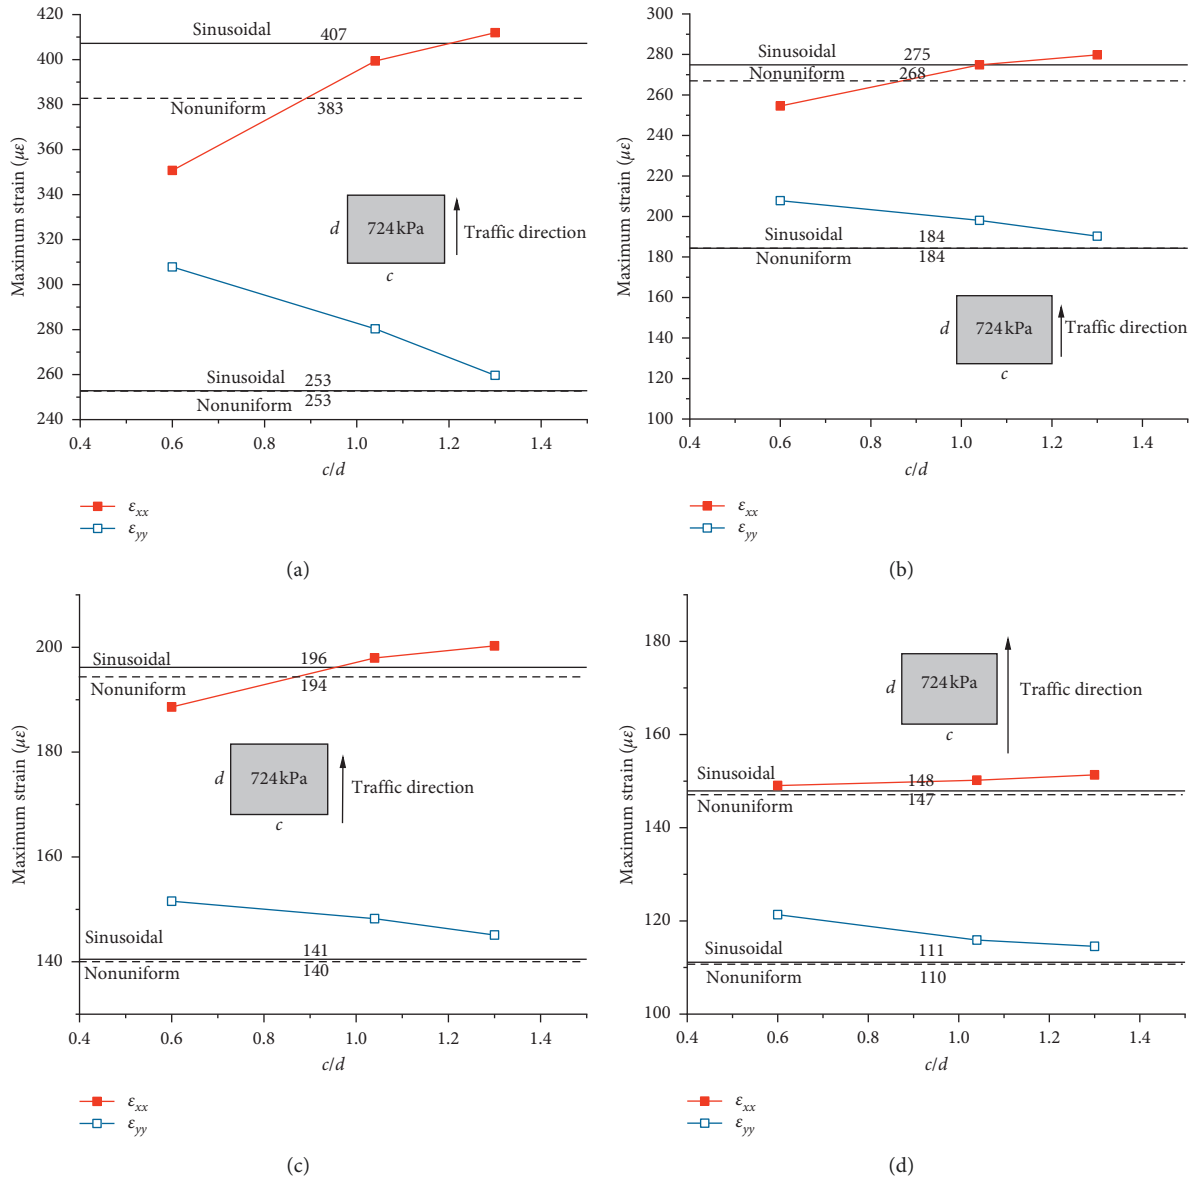 420
400
380
360
340
320
300
280
260
240
Maximum strain (με)
Sinusoidal 407
Nonuniform 383
d 724 kPa Traffic direction
c
Sinusoidal 253
Nonuniform 253
0.4 0.6 0.8 1.0 1.2 1.4
c/d
εxx
εyy
(a)
300
280
260
240
220
200
180
160
140
120
100
Maximum strain (με)
Sinusoidal 275
Nonuniform 268
Sinusoidal 184
Nonuniform 184
d 724 kPa Traffic direction
c
0.4 0.6 0.8 1.0 1.2 1.4
c/d
εxx
εyy
(b)
200
180
160
140
Maximum strain (με)
Sinusoidal 196
Nonuniform 194
d 724 kPa Traffic direction
c
Sinusoidal 141
Nonuniform 140
0.4 0.6 0.8 1.0 1.2 1.4
c/d
εxx
εyy
(c)
180
160
140
120
100
Maximum strain (με)
d 724 kPa Traffic direction
c
Sinusoidal 148
Nonuniform 147
Sinusoidal 111
Nonuniform 110
0.4 0.6 0.8 1.0 1.2 1.4
c/d
εxx
εyy
(d)